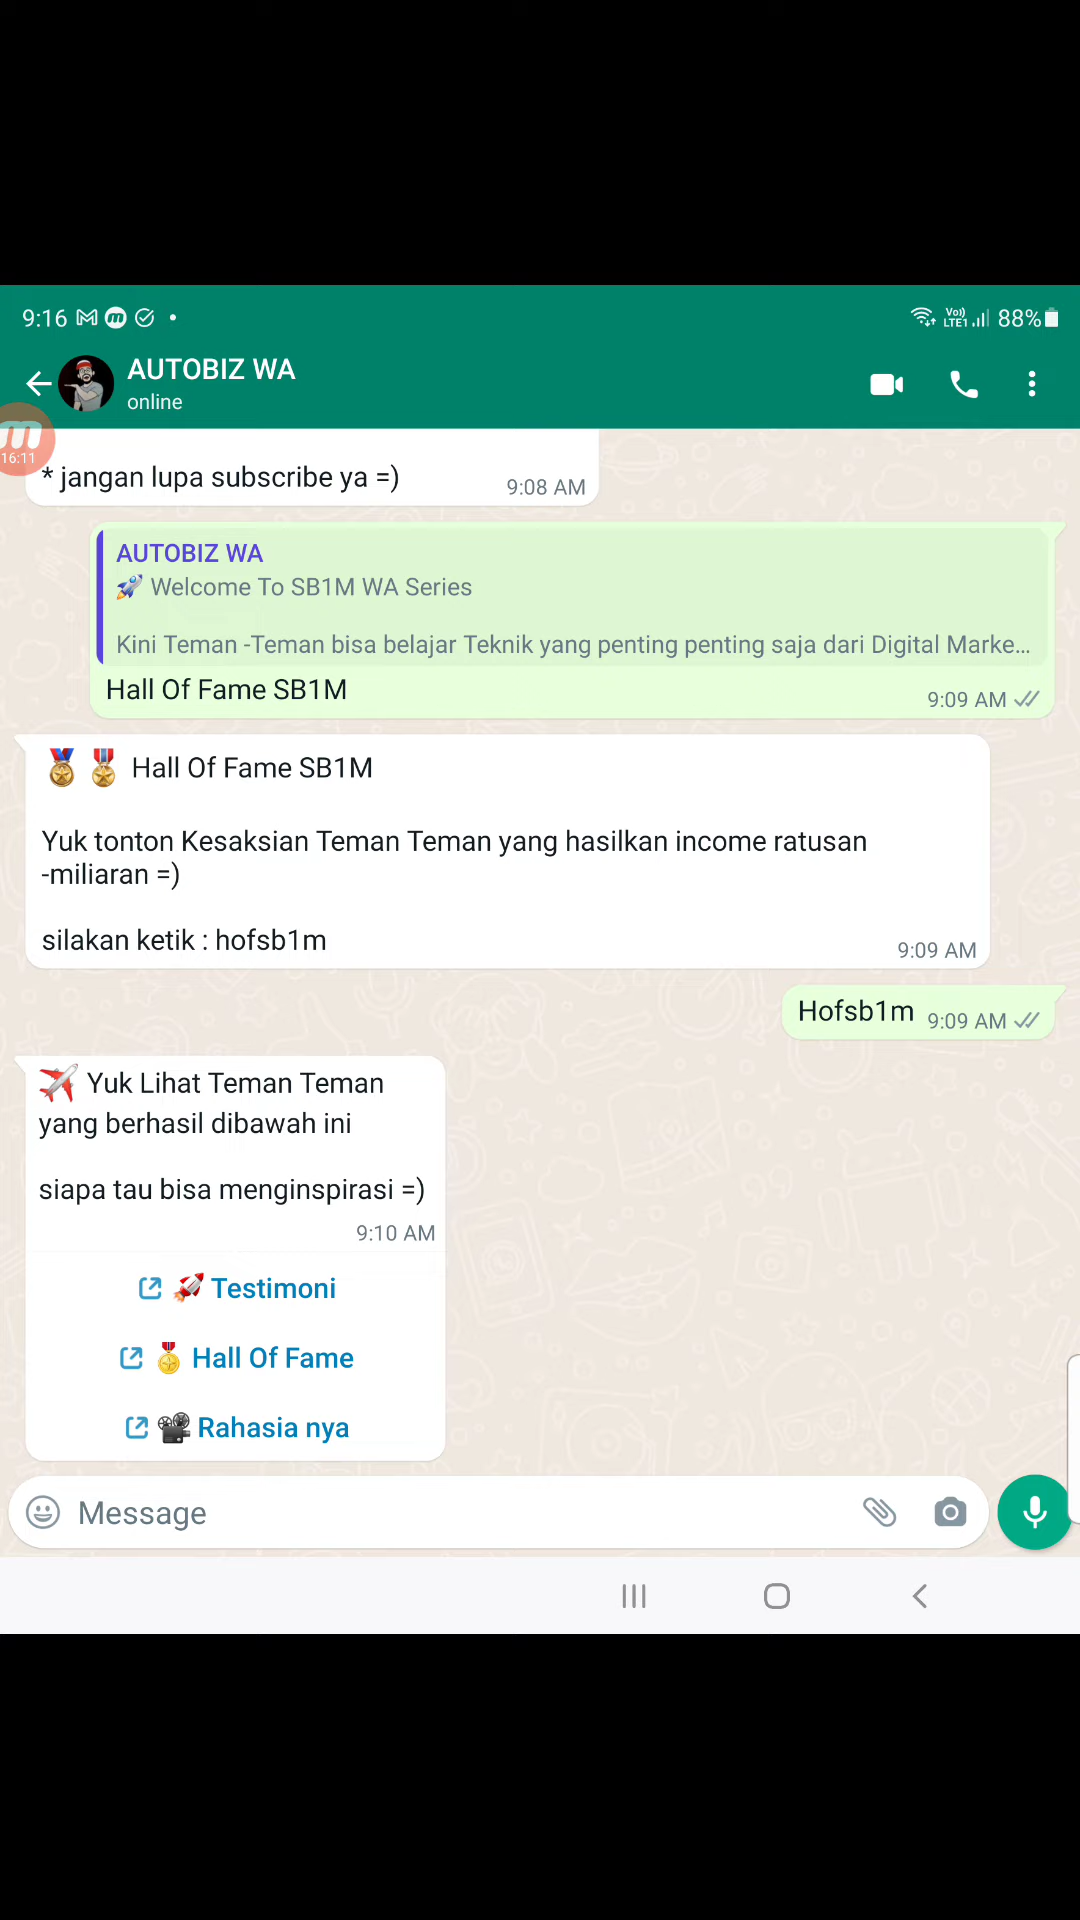 9:16
Vo))
LTE1
88%
AUTOBIZ WA
online
16:11
* jangan lupa subscribe ya =)
9:08 AM
AUTOBIZ WA
🚀 Welcome To SB1M WA Series
Kini Teman -Teman bisa belajar Teknik yang penting penting saja dari Digital Marke...
Hall Of Fame SB1M
9:09 AM
🏅 🎖 Hall Of Fame SB1M
Yuk tonton Kesaksian Teman Teman yang hasilkan income ratusan
-miliaran =)
silakan ketik : hofsb1m
9:09 AM
Hofsb1m
9:09 AM
✈ Yuk Lihat Teman Teman
yang berhasil dibawah ini
siapa tau bisa menginspirasi =)
9:10 AM
🚀 Testimoni
🏅 Hall Of Fame
🎥 Rahasia nya
Message